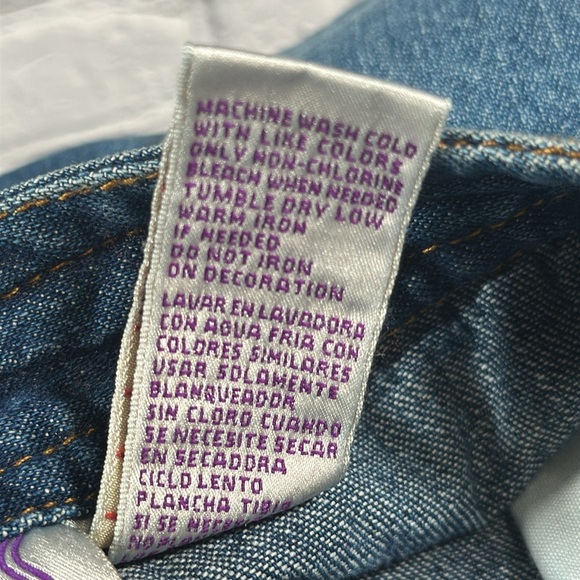 MACHINE WASH COLD
WITH LIKE COLORS
ONLY NON-CHLORINE
BLEACH WHEN NEEDED
TUMBLE DRY LOW
WARM IRON
IF NEEDED
DO NOT IRON
ON DECORATION
LAVAR EN LAVADORA
CON AGUA FRIA CON
COLORES SIMILARES
USAR SOLAMENTE
BLANQUEADOR
SIN CLORO CUANDO
SE NECESITE SECAR
EN SECADORA
CICLO LENTO
PLANCHA TIBIA
SI SE